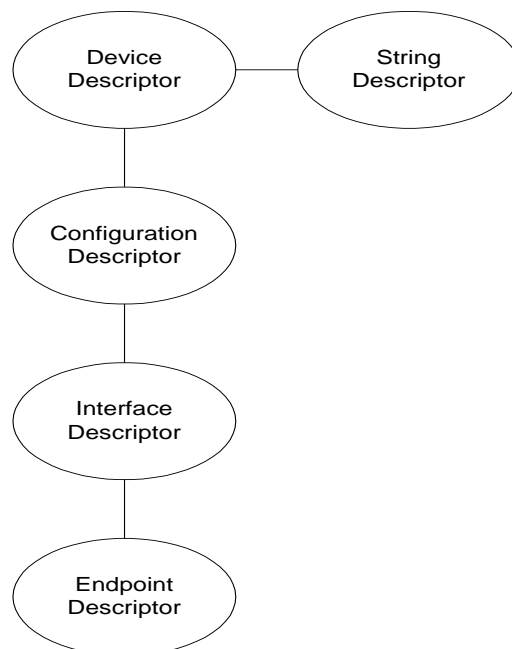 Device
Descriptor
String
Descriptor
Configuration
Descriptor
Interface
Descriptor
Endpoint
Descriptor